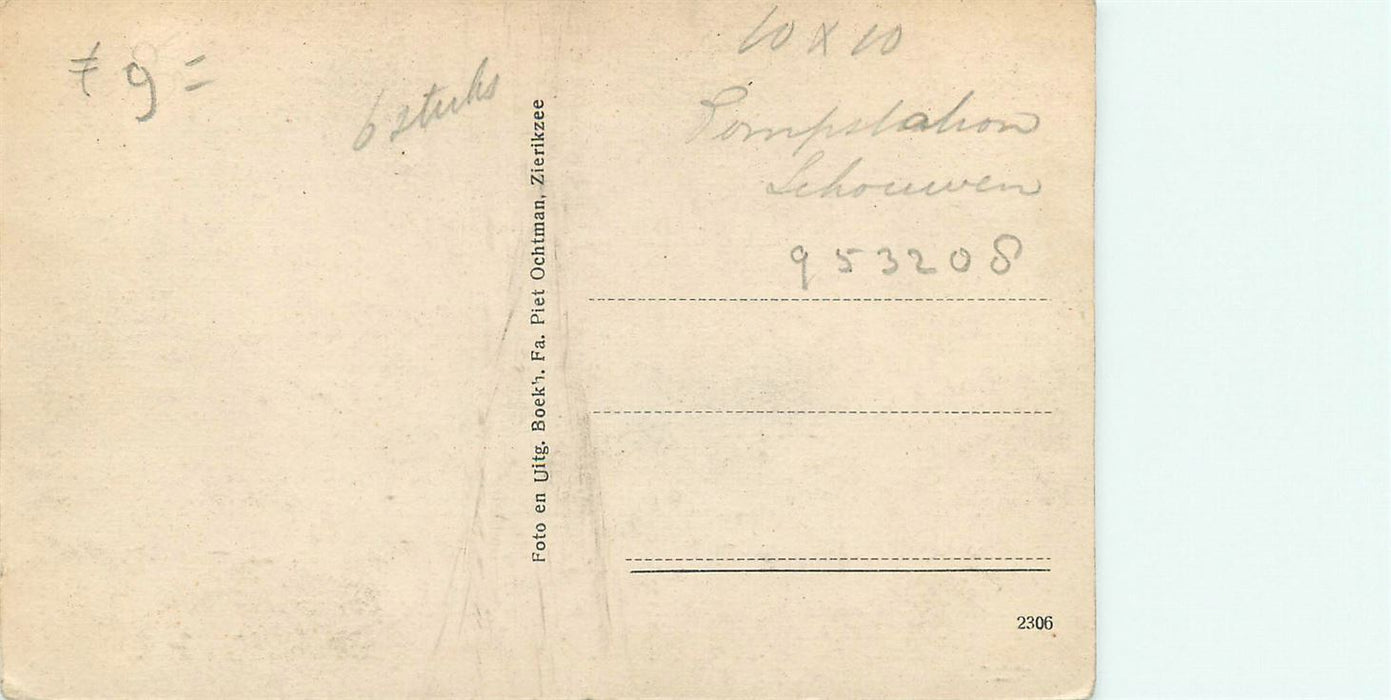 ≠ 9 =
6 stuks
Foto en Uitg. Boekh. Fa. Piet Ochtman, Zierikzee
10 x 10
Pompstation
Schouwen
953208
2306